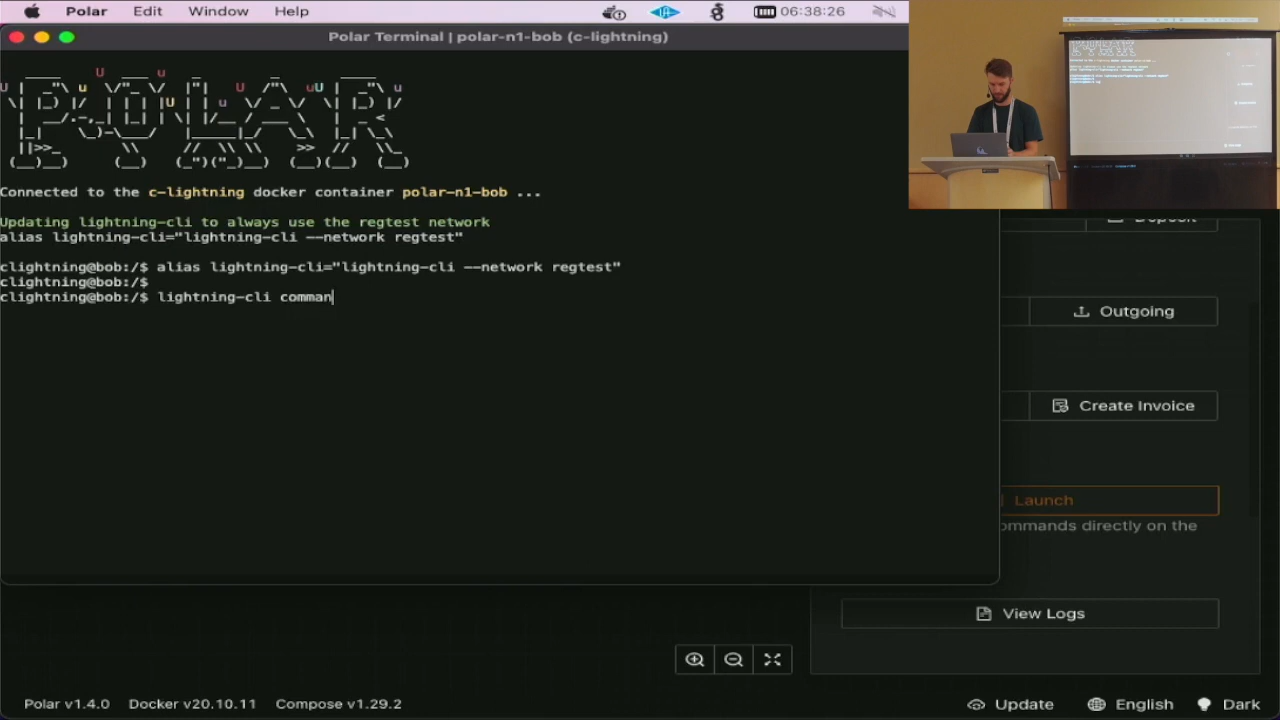 Polar Edit Window Help 06:38:26
Polar Terminal | polar-n1-bob (c-lightning)
POLAR
Connected to the c-lightning docker container polar-n1-bob ...
Updating lightning-cli to always use the regtest network
alias lightning-cli="lightning-cli --network regtest"
clightning@bob:/$ alias lightning-cli="lightning-cli --network regtest"
clightning@bob:/$
clightning@bob:/$ lightning-cli comman
Deposit
Outgoing
Create Invoice
Launch
ommands directly on the
View Logs
Polar v1.4.0 Docker v20.10.11 Compose v1.29.2 Update English Dark